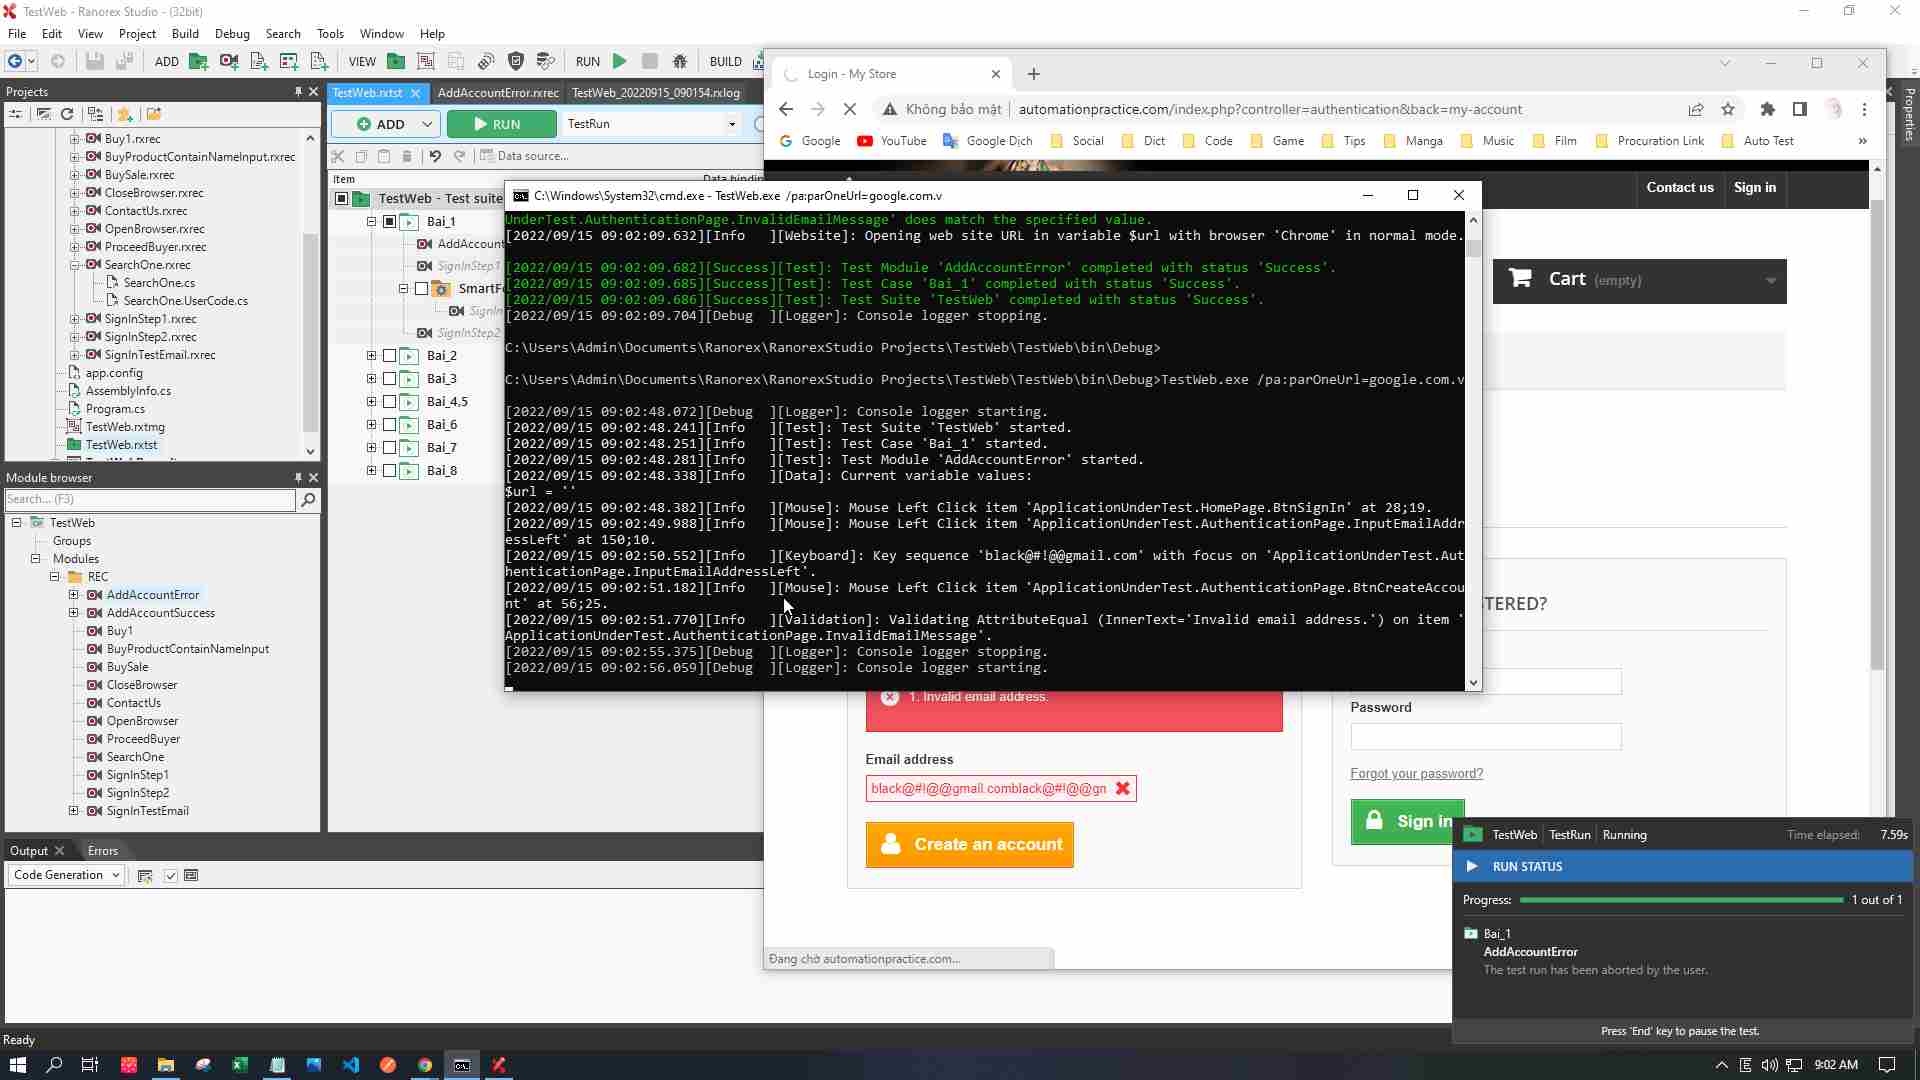 TestWeb - Ranorex Studio - (32bit)
File Edit View Project Build Debug Search Tools Window Help
ADD VIEW RUN BUILD
Projects
Buy1.rxrec
BuyProductContainNameInput.rxrec
BuySale.rxrec
CloseBrowser.rxrec
ContactUs.rxrec
OpenBrowser.rxrec
ProceedBuyer.rxrec
SearchOne.rxrec
SearchOne.cs
SearchOne.UserCode.cs
SignInStep1.rxrec
SignInStep2.rxrec
SignInTestEmail.rxrec
app.config
AssemblyInfo.cs
Program.cs
TestWeb.rxtmg
TestWeb.rxtst
Module browser
Search... (F3)
TestWeb
Groups
Modules
REC
AddAccountError
AddAccountSuccess
Buy1
BuyProductContainNameInput
BuySale
CloseBrowser
ContactUs
OpenBrowser
ProceedBuyer
SearchOne
SignInStep1
SignInStep2
SignInTestEmail
Output Errors
Code Generation
Ready
TestWeb.rxtst AddAccountError.rxrec TestWeb_20220915_090154.rxlog
ADD RUN TestRun
Data source...
Item
TestWeb - Test suite
Bai_1
AddAccount
SignInStep1
SmartFo
SignIn
SignInStep2
Bai_2
Bai_3
Bai_4,5
Bai_6
Bai_7
Bai_8
Login - My Store
Không bảo mật automationpractice.com/index.php?controller=authentication&back=my-account
Google YouTube Google Dịch Social Dict Code Game Tips Manga Music Film Procuration Link Auto Test »
Contact us Sign in
Cart (empty)
C:\Windows\System32\cmd.exe - TestWeb.exe /pa:parOneUrl=google.com.v
UnderTest.AuthenticationPage.InvalidEmailMessage' does match the specified value.
[2022/09/15 09:02:09.632][Info   ][Website]: Opening web site URL in variable $url with browser 'Chrome' in normal mode.
[2022/09/15 09:02:09.682][Success][Test]: Test Module 'AddAccountError' completed with status 'Success'.
[2022/09/15 09:02:09.685][Success][Test]: Test Case 'Bai_1' completed with status 'Success'.
[2022/09/15 09:02:09.686][Success][Test]: Test Suite 'TestWeb' completed with status 'Success'.
[2022/09/15 09:02:09.704][Debug  ][Logger]: Console logger stopping.
C:\Users\Admin\Documents\Ranorex\RanorexStudio Projects\TestWeb\TestWeb\bin\Debug>
C:\Users\Admin\Documents\Ranorex\RanorexStudio Projects\TestWeb\TestWeb\bin\Debug>TestWeb.exe /pa:parOneUrl=google.com.v
[2022/09/15 09:02:48.072][Debug  ][Logger]: Console logger starting.
[2022/09/15 09:02:48.241][Info   ][Test]: Test Suite 'TestWeb' started.
[2022/09/15 09:02:48.251][Info   ][Test]: Test Case 'Bai_1' started.
[2022/09/15 09:02:48.281][Info   ][Test]: Test Module 'AddAccountError' started.
[2022/09/15 09:02:48.338][Info   ][Data]: Current variable values:
$url = ''
[2022/09/15 09:02:48.382][Info   ][Mouse]: Mouse Left Click item 'ApplicationUnderTest.HomePage.BtnSignIn' at 28;19.
[2022/09/15 09:02:49.988][Info   ][Mouse]: Mouse Left Click item 'ApplicationUnderTest.AuthenticationPage.InputEmailAddr
essLeft' at 150;10.
[2022/09/15 09:02:50.552][Info   ][Keyboard]: Key sequence 'black@#!@@gmail.com' with focus on 'ApplicationUnderTest.Aut
henticationPage.InputEmailAddressLeft'.
[2022/09/15 09:02:51.182][Info   ][Mouse]: Mouse Left Click item 'ApplicationUnderTest.AuthenticationPage.BtnCreateAccou
nt' at 56;25.
[2022/09/15 09:02:51.770][Info   ][Validation]: Validating AttributeEqual (InnerText='Invalid email address.') on item '
ApplicationUnderTest.AuthenticationPage.InvalidEmailMessage'.
[2022/09/15 09:02:55.375][Debug  ][Logger]: Console logger stopping.
[2022/09/15 09:02:56.059][Debug  ][Logger]: Console logger starting.
1. Invalid email address.
Email address
black@#!@@gmail.comblack@#!@@gn
Create an account
STERED?
Password
Forgot your password?
Sign in
Đang chờ automationpractice.com...
Properties
TestWeb TestRun Running Time elapsed: 7.59s
RUN STATUS
Progress: 1 out of 1
Bai_1
AddAccountError
The test run has been aborted by the user.
Press 'End' key to pause the test.
9:02 AM